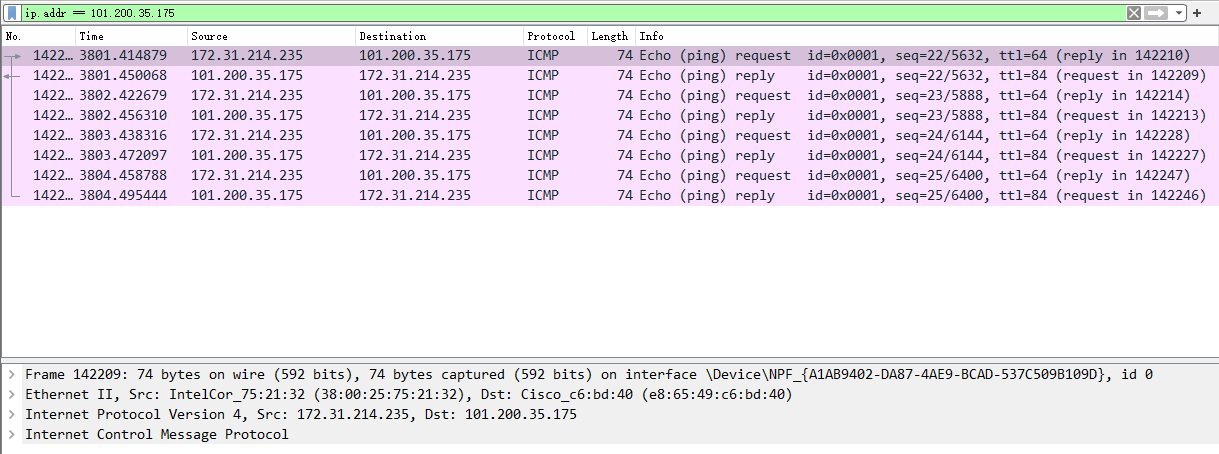 ip.addr == 101.200.35.175
No. Time Source Destination Protocol Length Info
1422… 3801.414879 172.31.214.235 101.200.35.175 ICMP 74 Echo (ping) request id=0x0001, seq=22/5632, ttl=64 (reply in 142210)
1422… 3801.450068 101.200.35.175 172.31.214.235 ICMP 74 Echo (ping) reply id=0x0001, seq=22/5632, ttl=84 (request in 142209)
1422… 3802.422679 172.31.214.235 101.200.35.175 ICMP 74 Echo (ping) request id=0x0001, seq=23/5888, ttl=64 (reply in 142214)
1422… 3802.456310 101.200.35.175 172.31.214.235 ICMP 74 Echo (ping) reply id=0x0001, seq=23/5888, ttl=84 (request in 142213)
1422… 3803.438316 172.31.214.235 101.200.35.175 ICMP 74 Echo (ping) request id=0x0001, seq=24/6144, ttl=64 (reply in 142228)
1422… 3803.472097 101.200.35.175 172.31.214.235 ICMP 74 Echo (ping) reply id=0x0001, seq=24/6144, ttl=84 (request in 142227)
1422… 3804.458788 172.31.214.235 101.200.35.175 ICMP 74 Echo (ping) request id=0x0001, seq=25/6400, ttl=64 (reply in 142247)
1422… 3804.495444 101.200.35.175 172.31.214.235 ICMP 74 Echo (ping) reply id=0x0001, seq=25/6400, ttl=84 (request in 142246)
Frame 142209: 74 bytes on wire (592 bits), 74 bytes captured (592 bits) on interface \Device\NPF_{A1AB9402-DA87-4AE9-BCAD-537C509B109D}, id 0
Ethernet II, Src: IntelCor_75:21:32 (38:00:25:75:21:32), Dst: Cisco_c6:bd:40 (e8:65:49:c6:bd:40)
Internet Protocol Version 4, Src: 172.31.214.235, Dst: 101.200.35.175
Internet Control Message Protocol